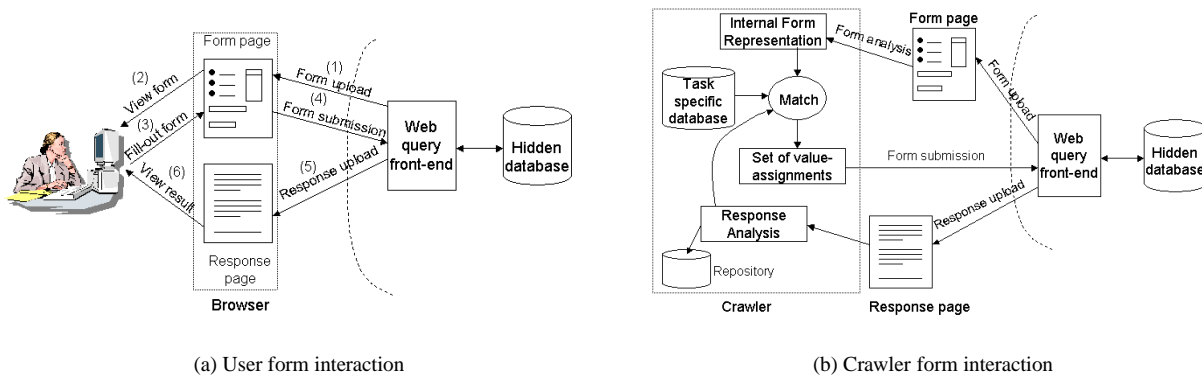 Form page
(1)
Form upload
(2)
View form
(4)
Form submission
(3)
Fill-out form
Web
query
front-end
Hidden
database
(5)
Response upload
(6)
View result
Response
page
Browser
(a) User form interaction
Internal Form
Representation
Form page
Form analysis
Form upload
Task
specific
database
Match
Web
query
front-end
Hidden
database
Set of value-
assignments
Form submission
Response upload
Response
Analysis
Repository
Crawler
Response page
(b) Crawler form interaction